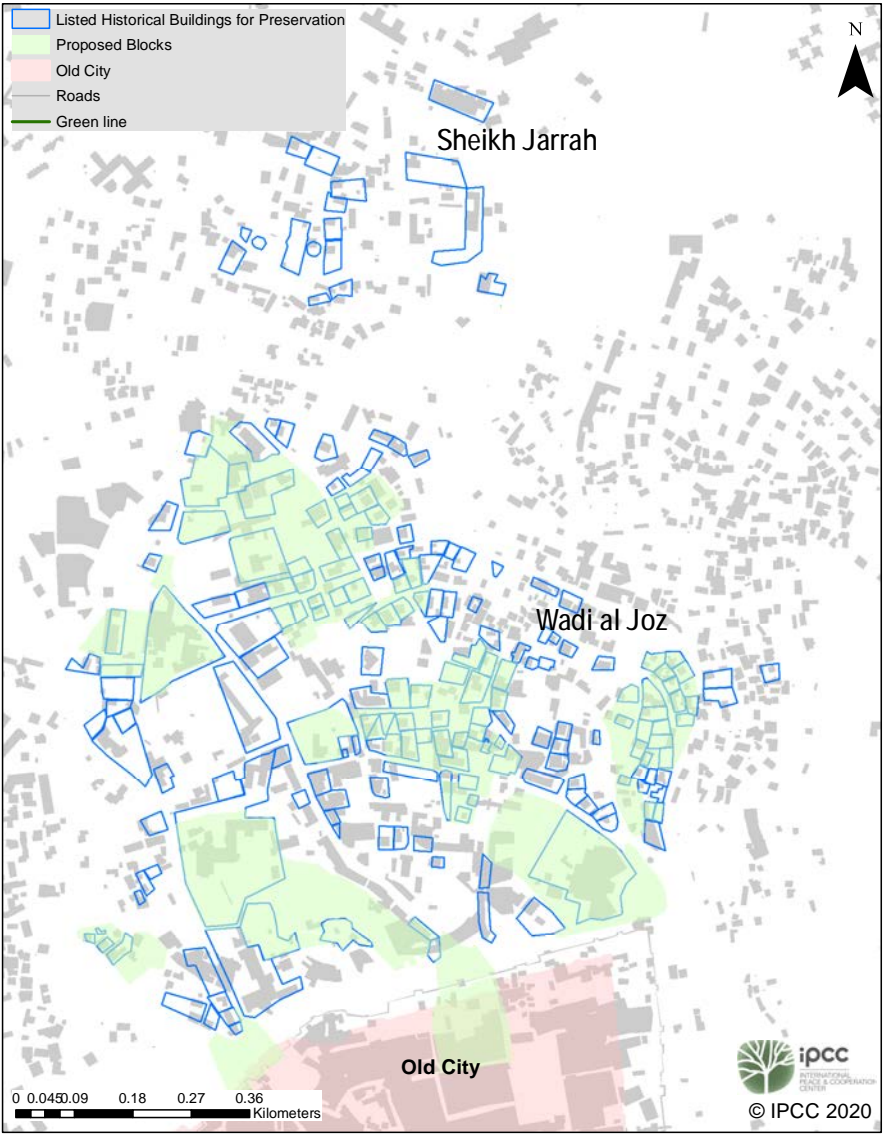 Listed Historical Buildings for Preservation
Proposed Blocks
Old City
Roads
Green line
N
Sheikh Jarrah
Wadi al Joz
Old City
0 0.045 0.09 0.18 0.27 0.36
Kilometers
ipcc
INTERNATIONAL
PEACE & COOPERATION
CENTER
© IPCC 2020